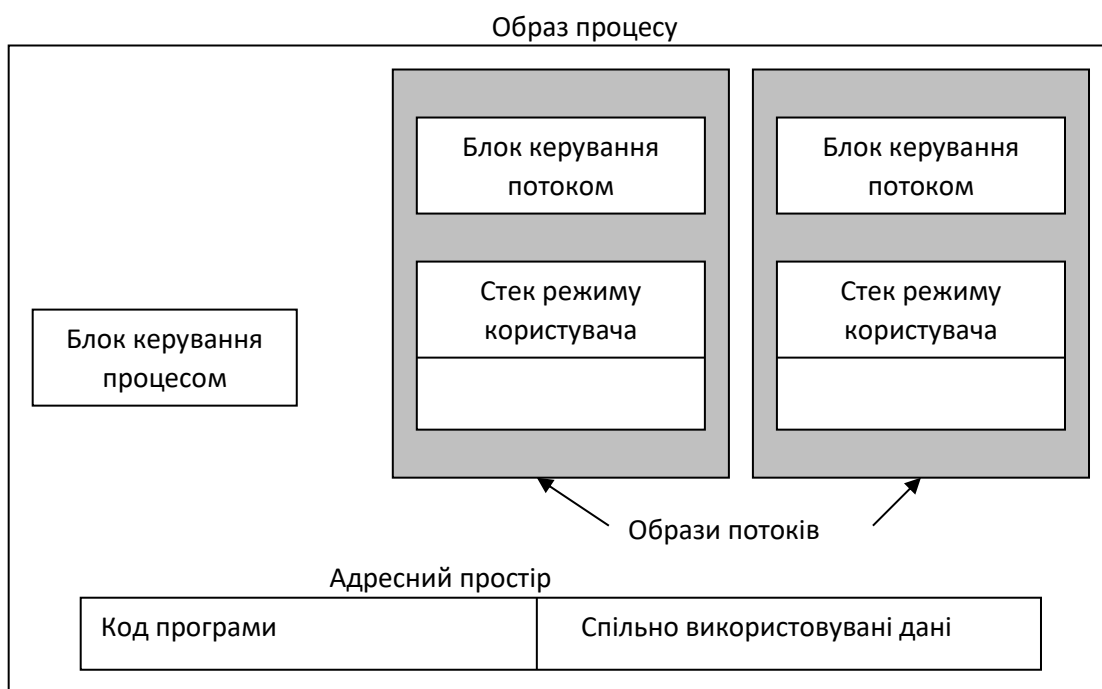 Образ процесу
Блок керування
потоком
Блок керування
потоком
Стек режиму
користувача
Стек режиму
користувача
Блок керування
процесом
Образи потоків
Адресний простір
Код програми
Спільно використовувані дані